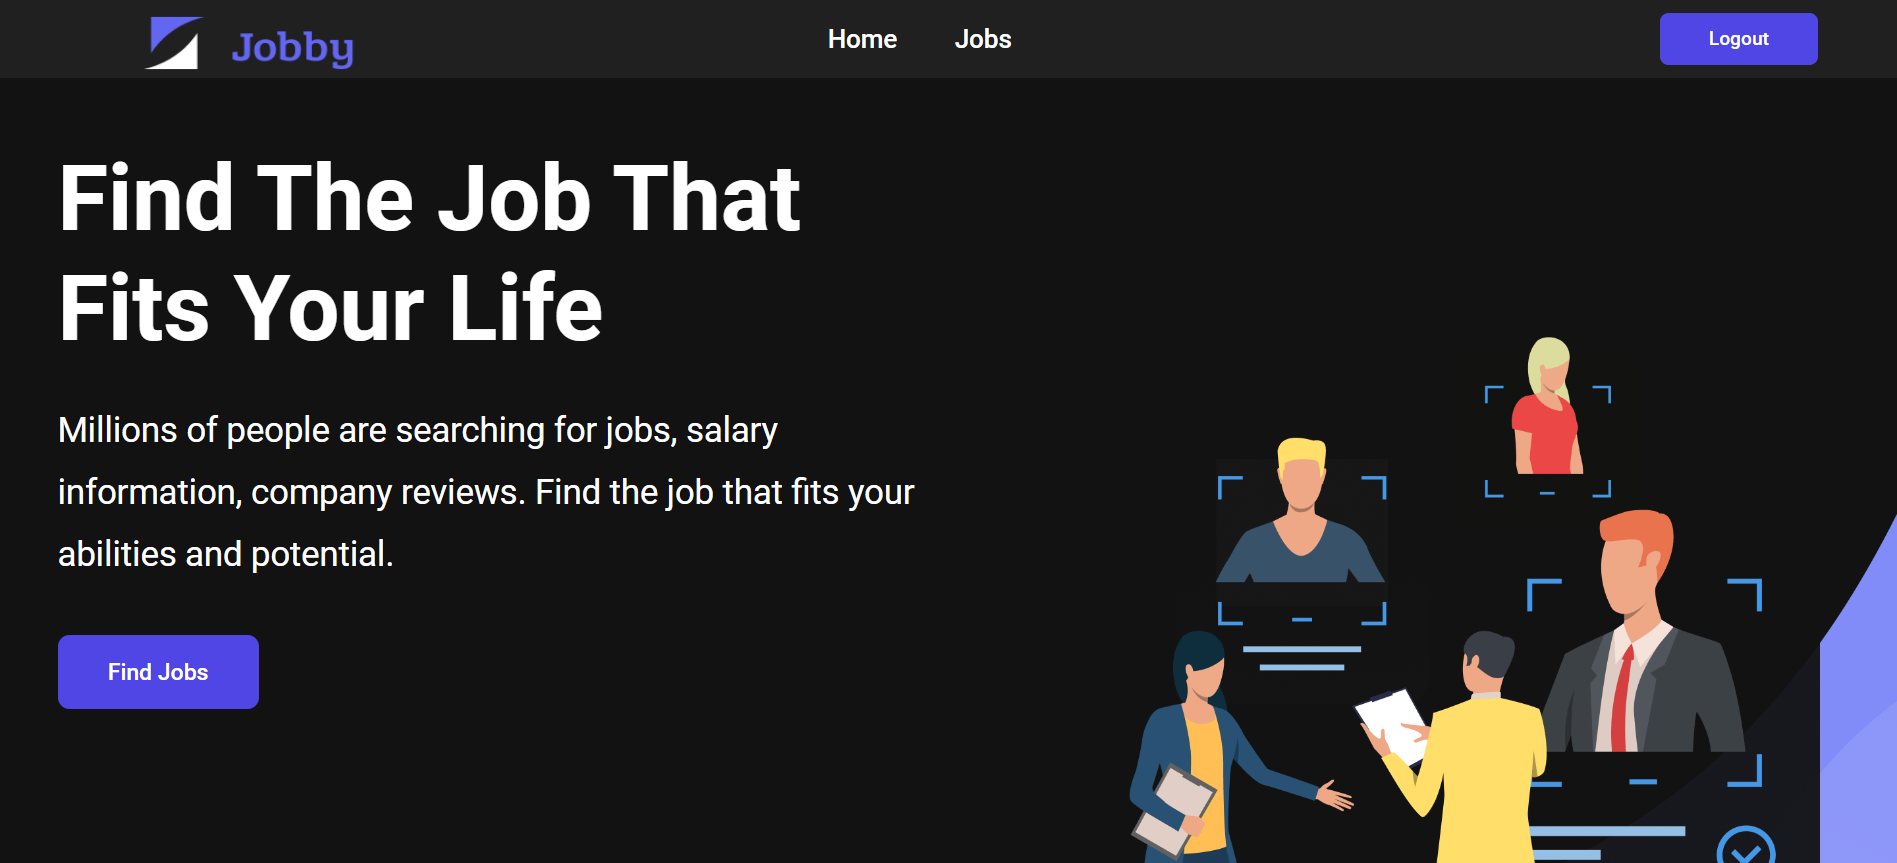 Jobby
Home
Jobs
Logout
Find The Job That
Fits Your Life
Millions of people are searching for jobs, salary
information, company reviews. Find the job that fits your
abilities and potential.
Find Jobs